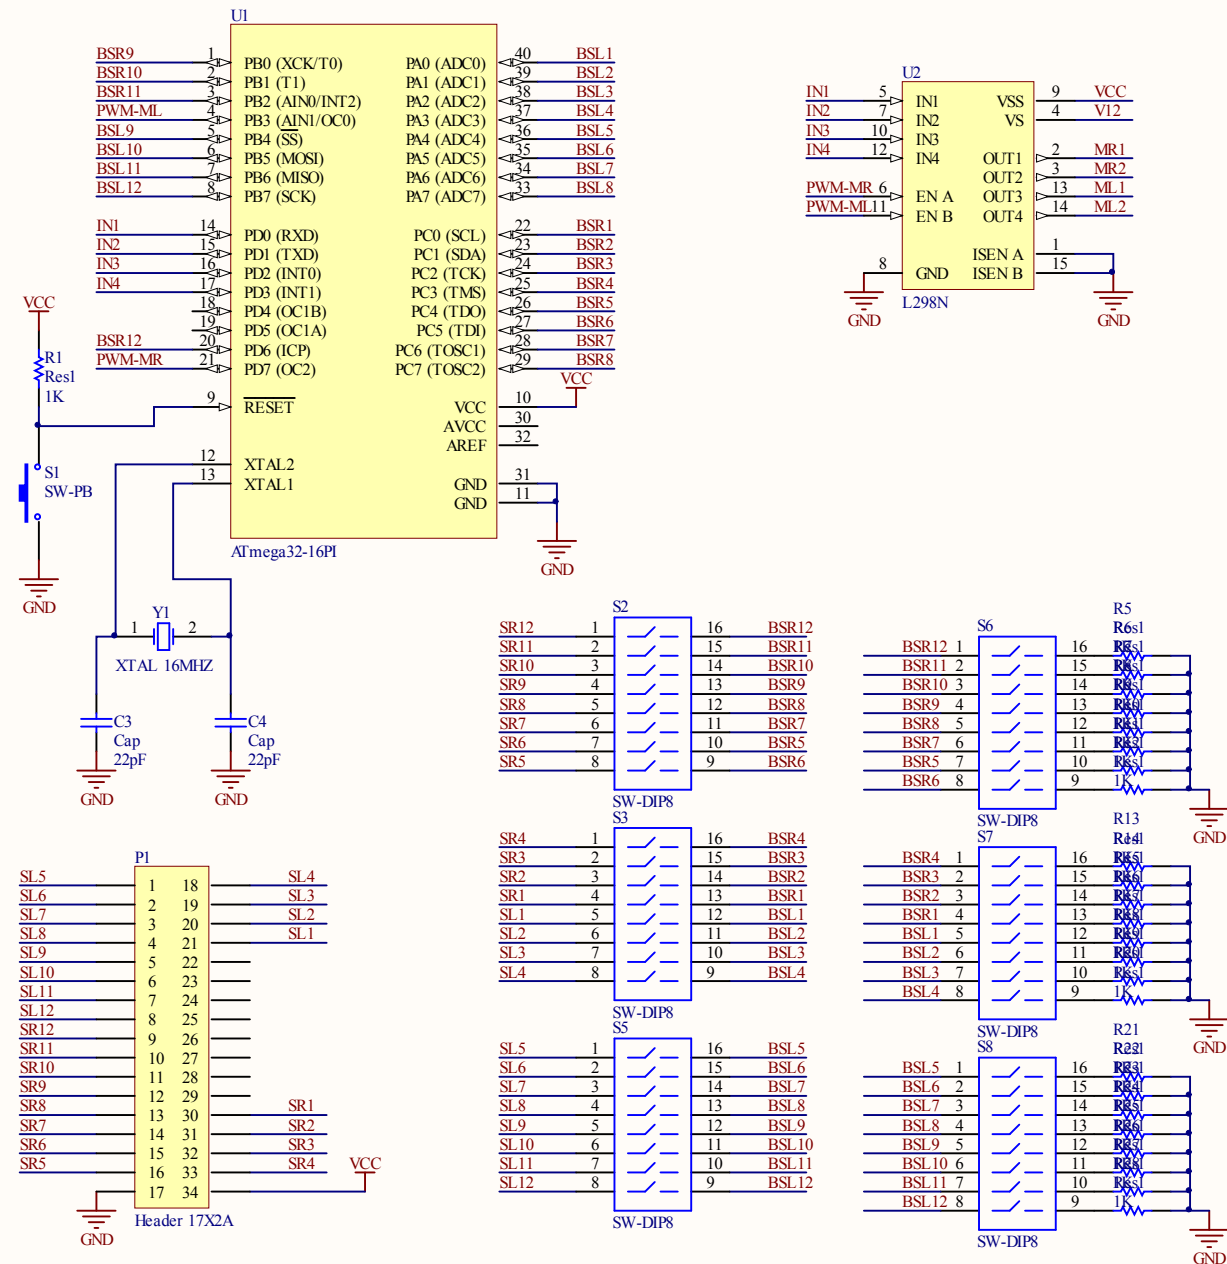 U1
BSR9 1 PB0 (XCK/T0) PA0 (ADC0) 40 BSL1
BSR10 2 PB1 (T1) PA1 (ADC1) 39 BSL2
BSR11 3 PB2 (AIN0/INT2) PA2 (ADC2) 38 BSL3
PWM-ML 4 PB3 (AIN1/OC0) PA3 (ADC3) 37 BSL4
BSL9 5 PB4 (SS) PA4 (ADC4) 36 BSL5
BSL10 6 PB5 (MOSI) PA5 (ADC5) 35 BSL6
BSL11 7 PB6 (MISO) PA6 (ADC6) 34 BSL7
BSL12 8 PB7 (SCK) PA7 (ADC7) 33 BSL8
IN1 14 PD0 (RXD) PC0 (SCL) 22 BSR1
IN2 15 PD1 (TXD) PC1 (SDA) 23 BSR2
IN3 16 PD2 (INT0) PC2 (TCK) 24 BSR3
IN4 17 PD3 (INT1) PC3 (TMS) 25 BSR4
18 PD4 (OC1B) PC4 (TDO) 26 BSR5
19 PD5 (OC1A) PC5 (TDI) 27 BSR6
BSR12 20 PD6 (ICP) PC6 (TOSC1) 28 BSR7
PWM-MR 21 PD7 (OC2) PC7 (TOSC2) 29 BSR8
VCC
9 RESET VCC 10
AVCC 30
AREF 32
12 XTAL2
13 XTAL1 GND 31
GND 11
ATmega32-16PI
GND
VCC
R1
Res1
1K
S1
SW-PB
GND
Y1
1 2
XTAL 16MHZ
C3
Cap
22pF
GND
C4
Cap
22pF
GND
U2
IN1 5 IN1 VSS 9 VCC
IN2 7 IN2 VS 4 V12
IN3 10 IN3
IN4 12 IN4 OUT1 2 MR1
OUT2 3 MR2
PWM-MR 6 EN A OUT3 13 ML1
PWM-ML 11 EN B OUT4 14 ML2
ISEN A 1
8 GND ISEN B 15
L298N
GND
GND
S2
SR12 1 16 BSR12
SR11 2 15 BSR11
SR10 3 14 BSR10
SR9 4 13 BSR9
SR8 5 12 BSR8
SR7 6 11 BSR7
SR6 7 10 BSR5
SR5 8 9 BSR6
SW-DIP8
S6
R5
BSR12 1 16
BSR11 2 15
BSR10 3 14
BSR9 4 13
BSR8 5 12
BSR7 6 11
BSR5 7 10
BSR6 8 9 1K
SW-DIP8
GND
S3
SR4 1 16 BSR4
SR3 2 15 BSR3
SR2 3 14 BSR2
SR1 4 13 BSR1
SL1 5 12 BSL1
SL2 6 11 BSL2
SL3 7 10 BSL3
SL4 8 9 BSL4
SW-DIP8
S7
R13
BSR4 1 16
BSR3 2 15
BSR2 3 14
BSR1 4 13
BSL1 5 12
BSL2 6 11
BSL3 7 10
BSL4 8 9 1K
SW-DIP8
GND
P1
SL5 1 18 SL4
SL6 2 19 SL3
SL7 3 20 SL2
SL8 4 21 SL1
SL9 5 22
SL10 6 23
SL11 7 24
SL12 8 25
SR12 9 26
SR11 10 27
SR10 11 28
SR9 12 29
SR8 13 30 SR1
SR7 14 31 SR2
SR6 15 32 SR3
SR5 16 33 SR4
17 34 VCC
Header 17X2A
GND
S5
SL5 1 16 BSL5
SL6 2 15 BSL6
SL7 3 14 BSL7
SL8 4 13 BSL8
SL9 5 12 BSL9
SL10 6 11 BSL10
SL11 7 10 BSL11
SL12 8 9 BSL12
SW-DIP8
S8
R21
BSL5 1 16
BSL6 2 15
BSL7 3 14
BSL8 4 13
BSL9 5 12
BSL10 6 11
BSL11 7 10
BSL12 8 9 1K
SW-DIP8
GND